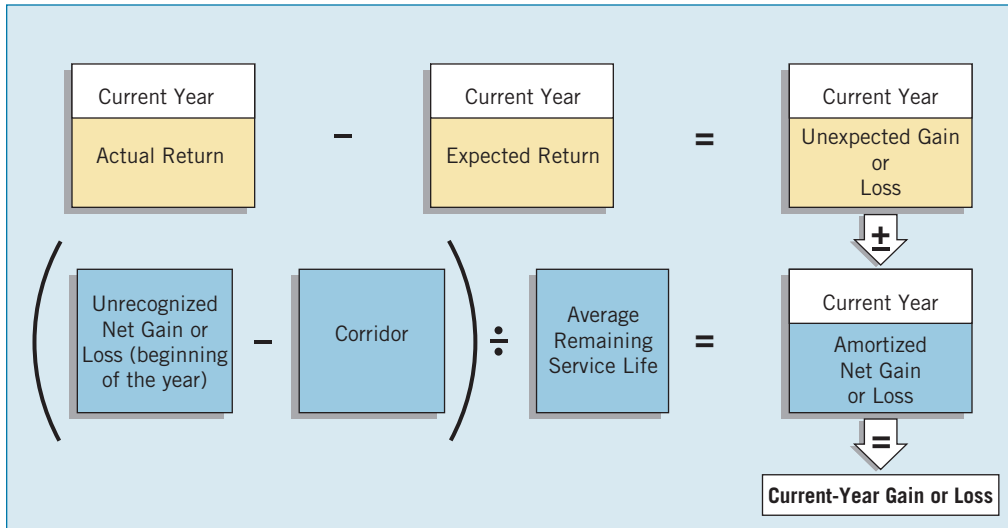 Current Year
Actual Return
–
Current Year
Expected Return
=
Current Year
Unexpected Gain
or
Loss
±
(
Unrecognized
Net Gain or
Loss (beginning
of the year)
–
Corridor
)
÷
Average
Remaining
Service Life
=
Current Year
Amortized
Net Gain
or Loss
=
Current-Year Gain or Loss